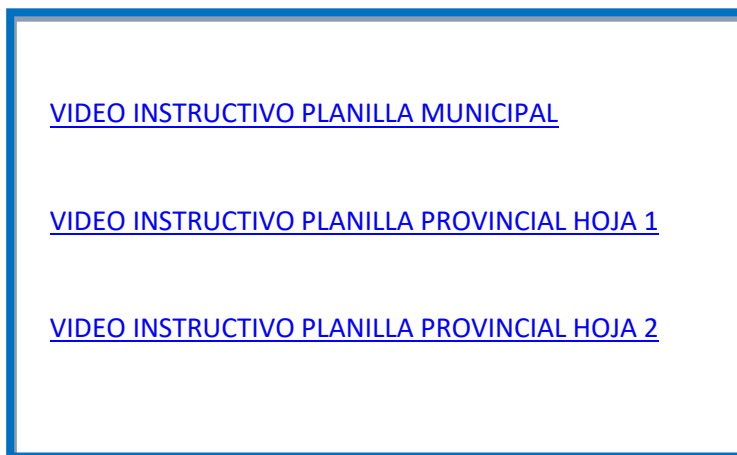 VIDEO INSTRUCTIVO PLANILLA MUNICIPAL
VIDEO INSTRUCTIVO PLANILLA PROVINCIAL HOJA 1
VIDEO INSTRUCTIVO PLANILLA PROVINCIAL HOJA 2